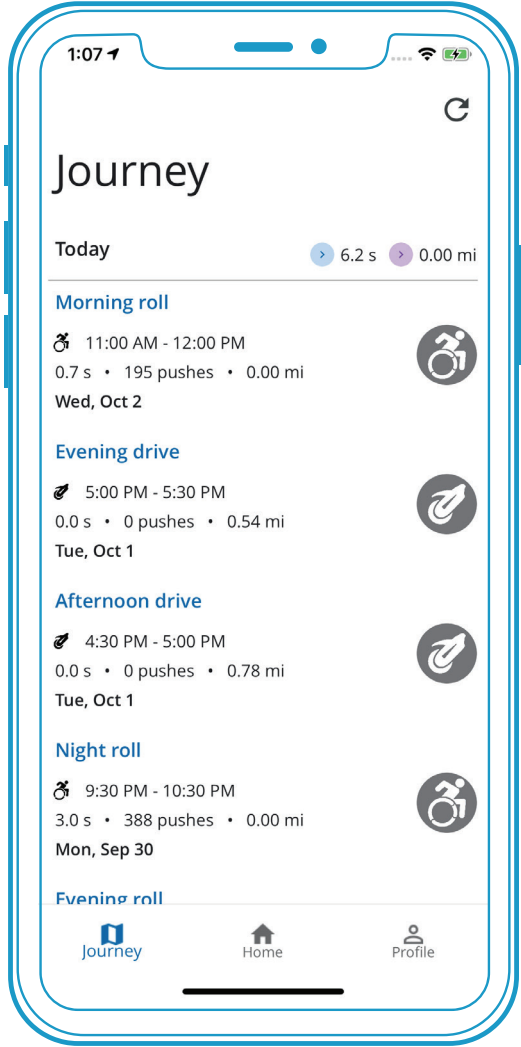 1:07
Journey
Today 6.2 s 0.00 mi
Morning roll
11:00 AM - 12:00 PM
0.7 s • 195 pushes • 0.00 mi
Wed, Oct 2
Evening drive
5:00 PM - 5:30 PM
0.0 s • 0 pushes • 0.54 mi
Tue, Oct 1
Afternoon drive
4:30 PM - 5:00 PM
0.0 s • 0 pushes • 0.78 mi
Tue, Oct 1
Night roll
9:30 PM - 10:30 PM
3.0 s • 388 pushes • 0.00 mi
Mon, Sep 30
Evening roll
Journey Home Profile